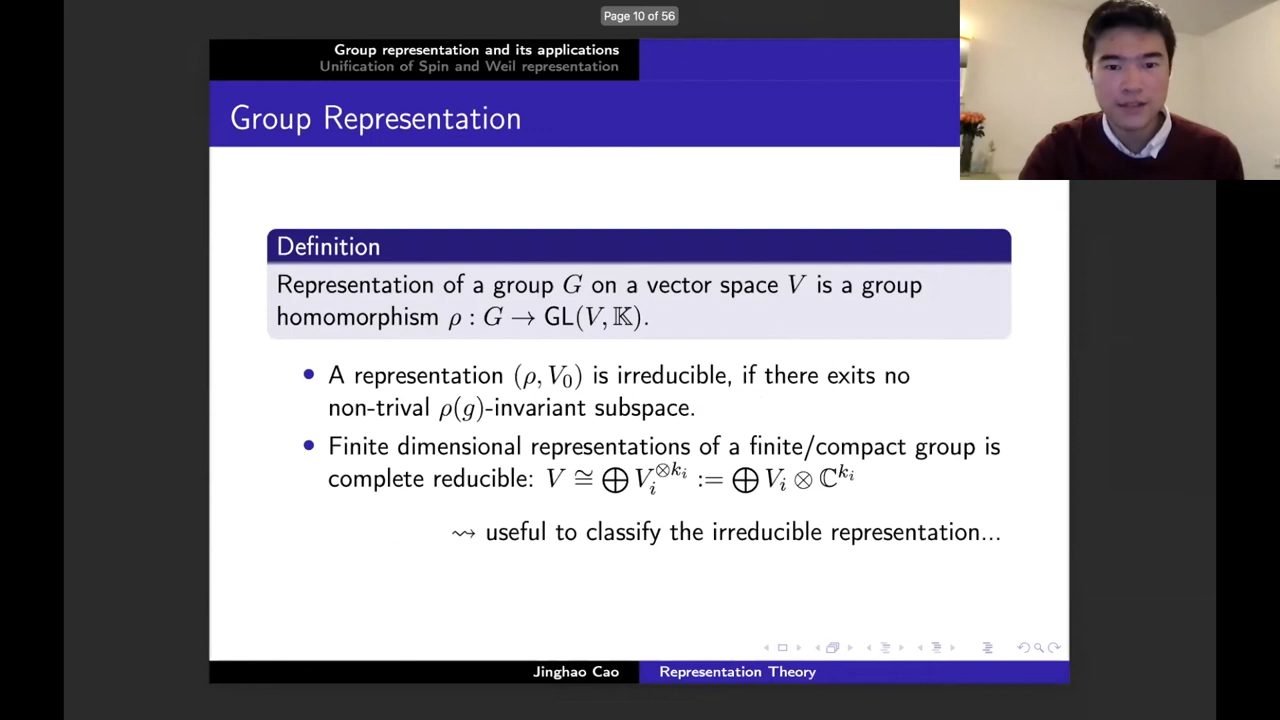 Page 10 of 56
Group representation and its applications
Unification of Spin and Weil representation
Group Representation
Definition
Representation of a group G on a vector space V is a group
homomorphism ρ : G → GL(V, 𝕂).
• A representation (ρ, V₀) is irreducible, if there exits no
non-trival ρ(g)-invariant subspace.
• Finite dimensional representations of a finite/compact group is
complete reducible: V ≅ ⊕ V_i^{⊗k_i} := ⊕ V_i ⊗ ℂ^{k_i}
⇝ useful to classify the irreducible representation...
Jinghao Cao
Representation Theory